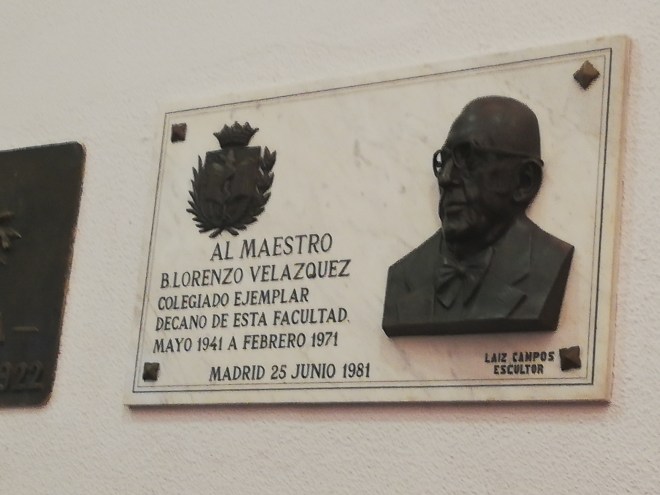 AL MAESTRO
B. LORENZO VELAZQUEZ
COLEGIADO EJEMPLAR
DECANO DE ESTA FACULTAD.
MAYO 1941 A FEBRERO 1971
MADRID 25 JUNIO 1981
LAIZ CAMPOS
ESCULTOR
A
1922